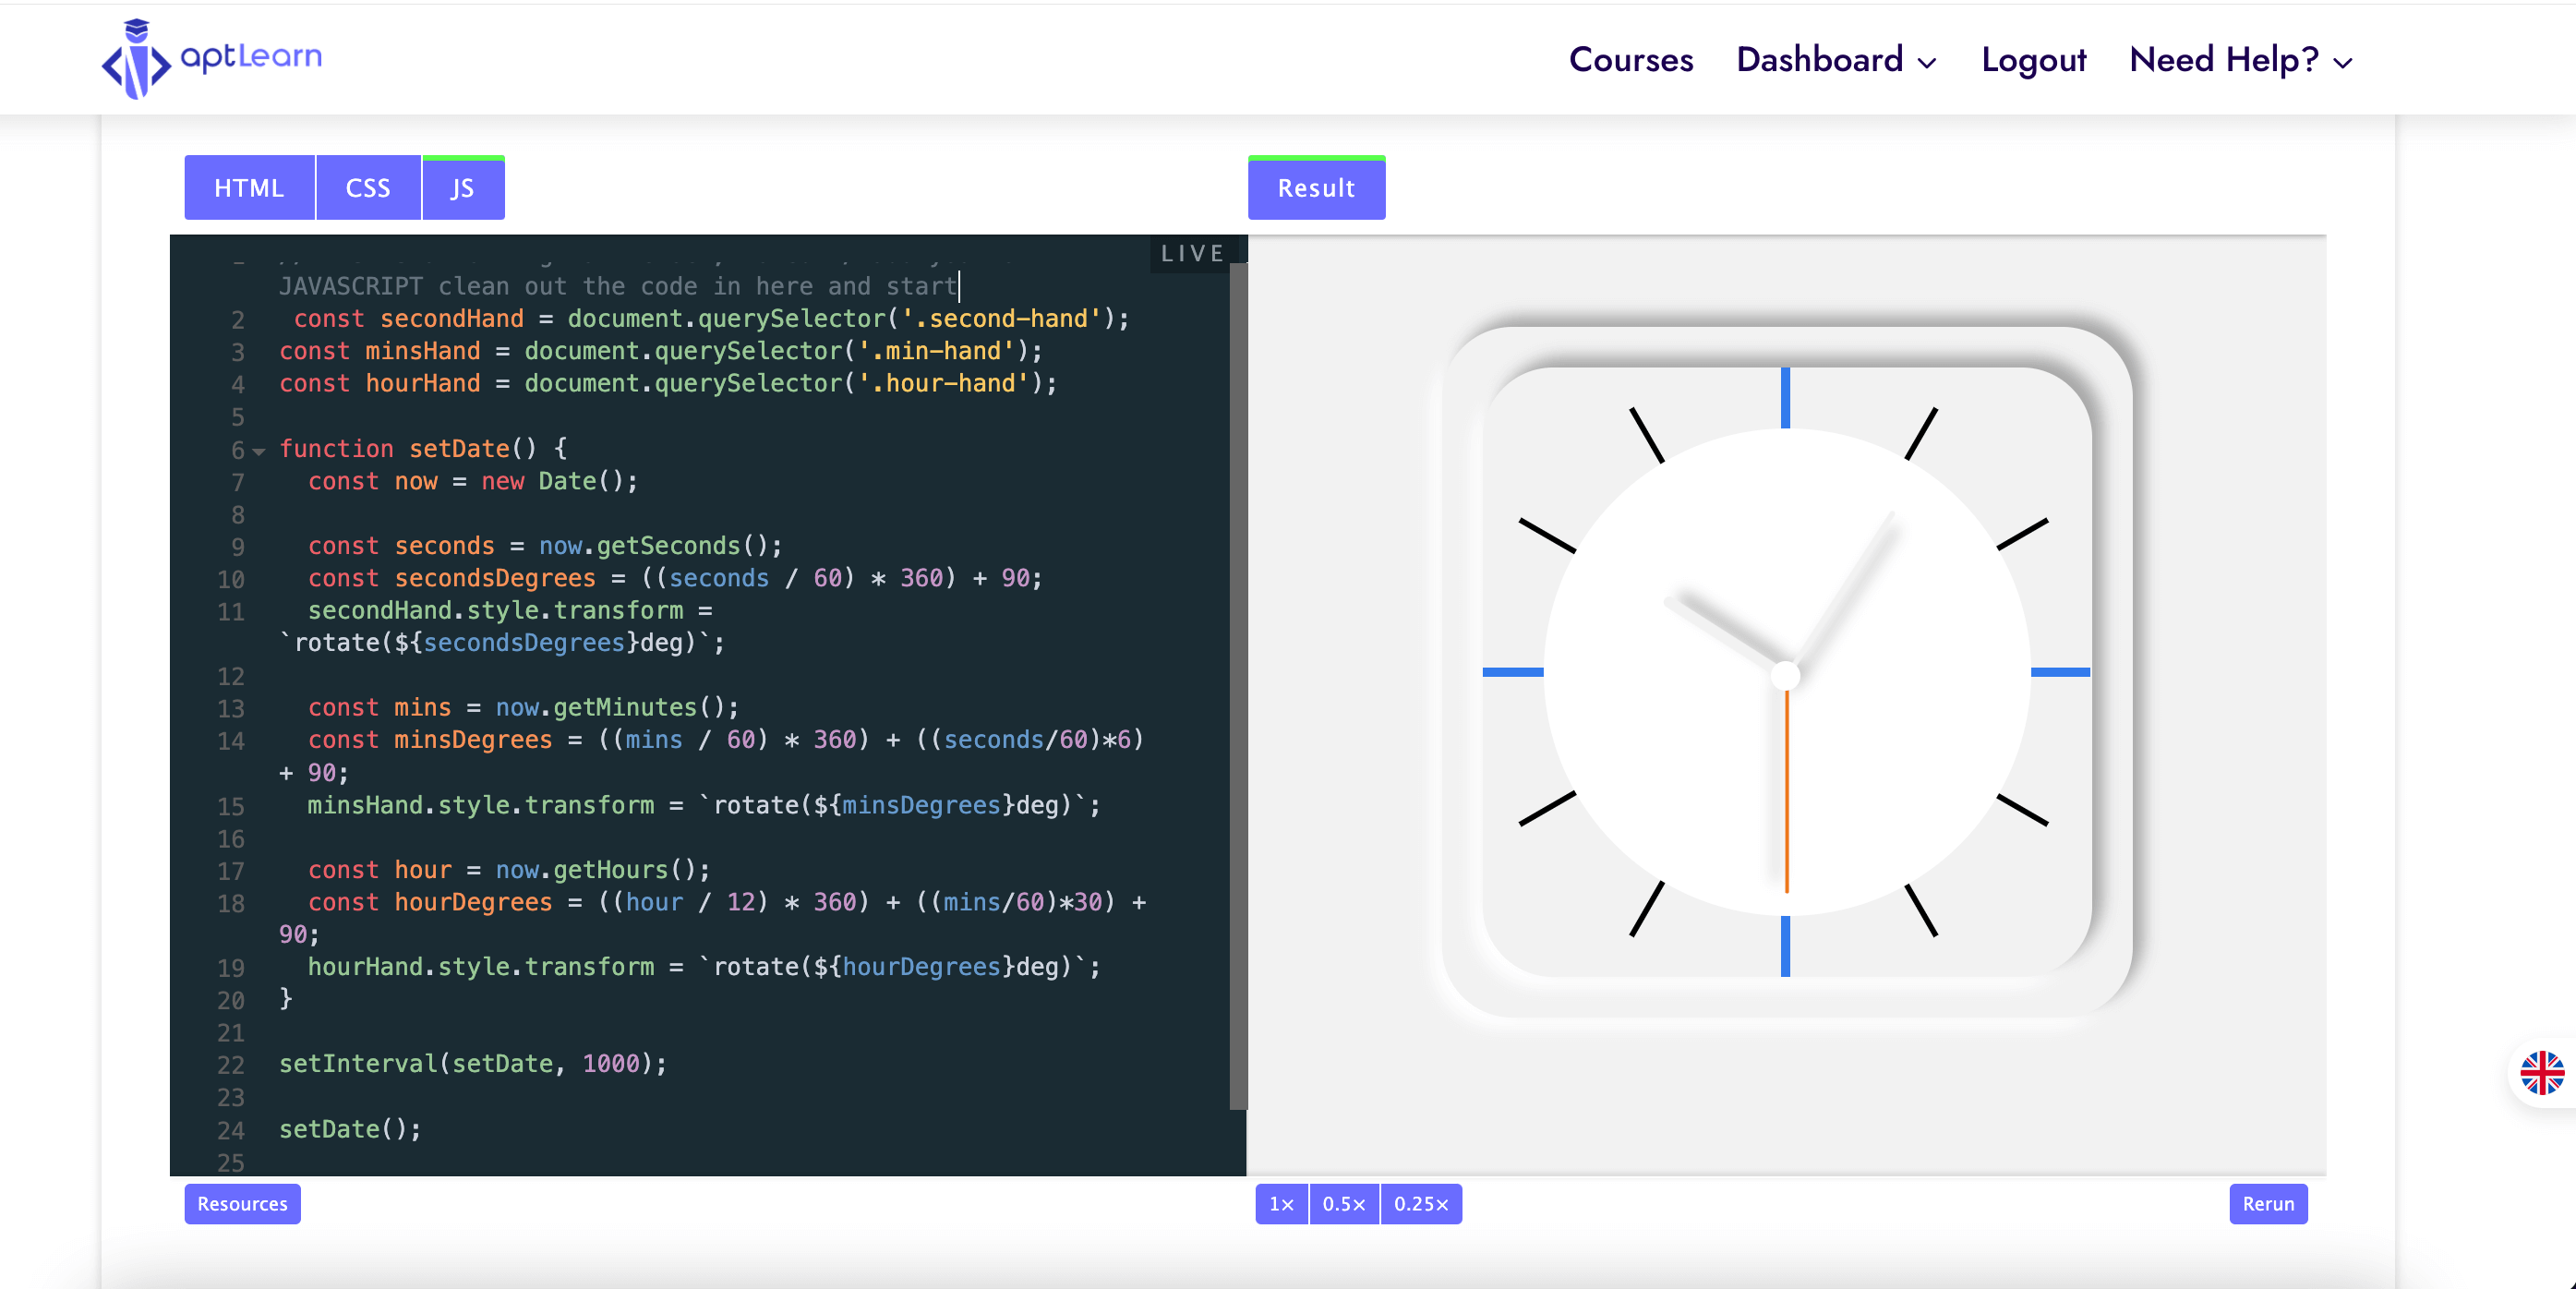 aptLearn
Courses Dashboard Logout Need Help?
HTML CSS JS
Result
LIVE
JAVASCRIPT clean out the code in here and start
2 const secondHand = document.querySelector('.second-hand');
3 const minsHand = document.querySelector('.min-hand');
4 const hourHand = document.querySelector('.hour-hand');
5
6 function setDate() {
7 const now = new Date();
8
9 const seconds = now.getSeconds();
10 const secondsDegrees = ((seconds / 60) * 360) + 90;
11 secondHand.style.transform =
`rotate(${secondsDegrees}deg)`;
12
13 const mins = now.getMinutes();
14 const minsDegrees = ((mins / 60) * 360) + ((seconds/60)*6)
+ 90;
15 minsHand.style.transform = `rotate(${minsDegrees}deg)`;
16
17 const hour = now.getHours();
18 const hourDegrees = ((hour / 12) * 360) + ((mins/60)*30) +
90;
19 hourHand.style.transform = `rotate(${hourDegrees}deg)`;
20 }
21
22 setInterval(setDate, 1000);
23
24 setDate();
25
Resources
1× 0.5× 0.25×
Rerun